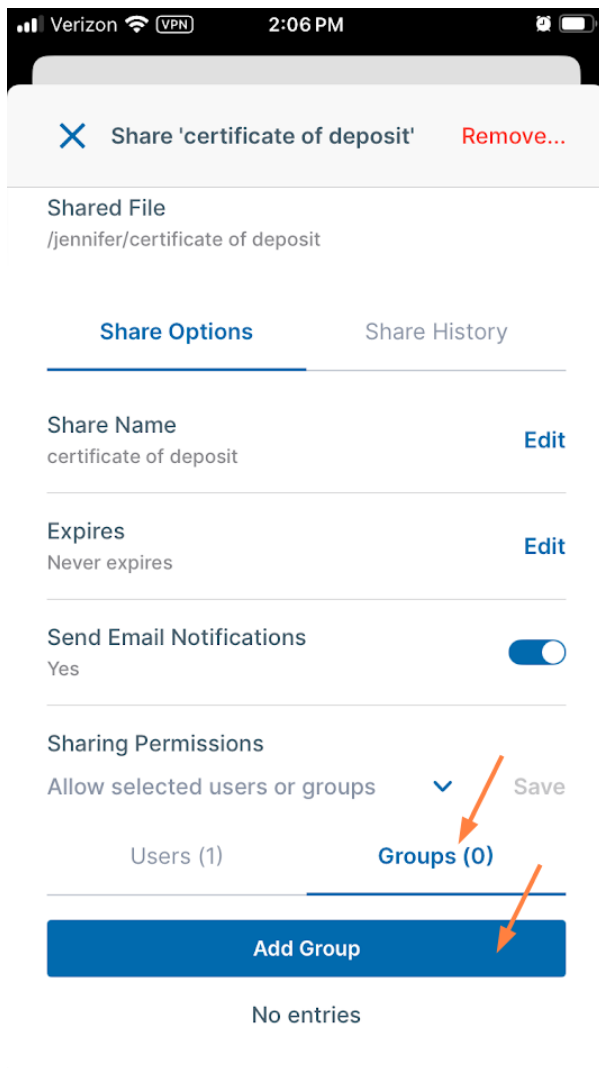 Verizon VPN 2:06 PM
Share 'certificate of deposit' Remove...
Shared File
/jennifer/certificate of deposit
Share Options Share History
Share Name
Edit
certificate of deposit
Expires
Edit
Never expires
Send Email Notifications
Yes
Sharing Permissions
Allow selected users or groups Save
Users (1) Groups (0)
Add Group
No entries